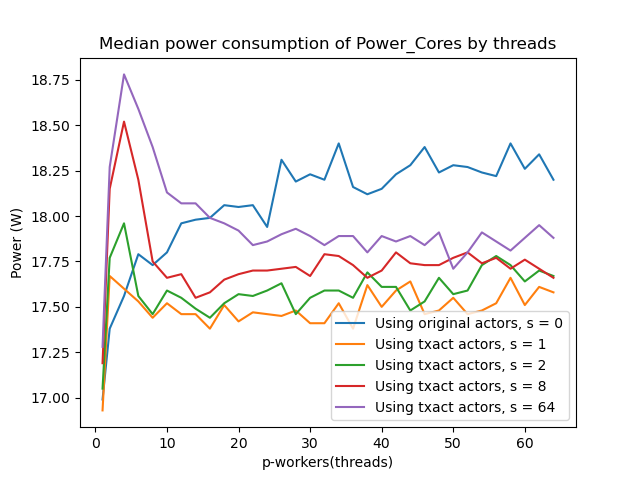 Median power consumption of Power_Cores by threads
Power (W)
18.75
18.50
18.25
18.00
17.75
17.50
17.25
17.00
Using original actors, s = 0
Using txact actors, s = 1
Using txact actors, s = 2
Using txact actors, s = 8
Using txact actors, s = 64
0 10 20 30 40 50 60
p-workers(threads)